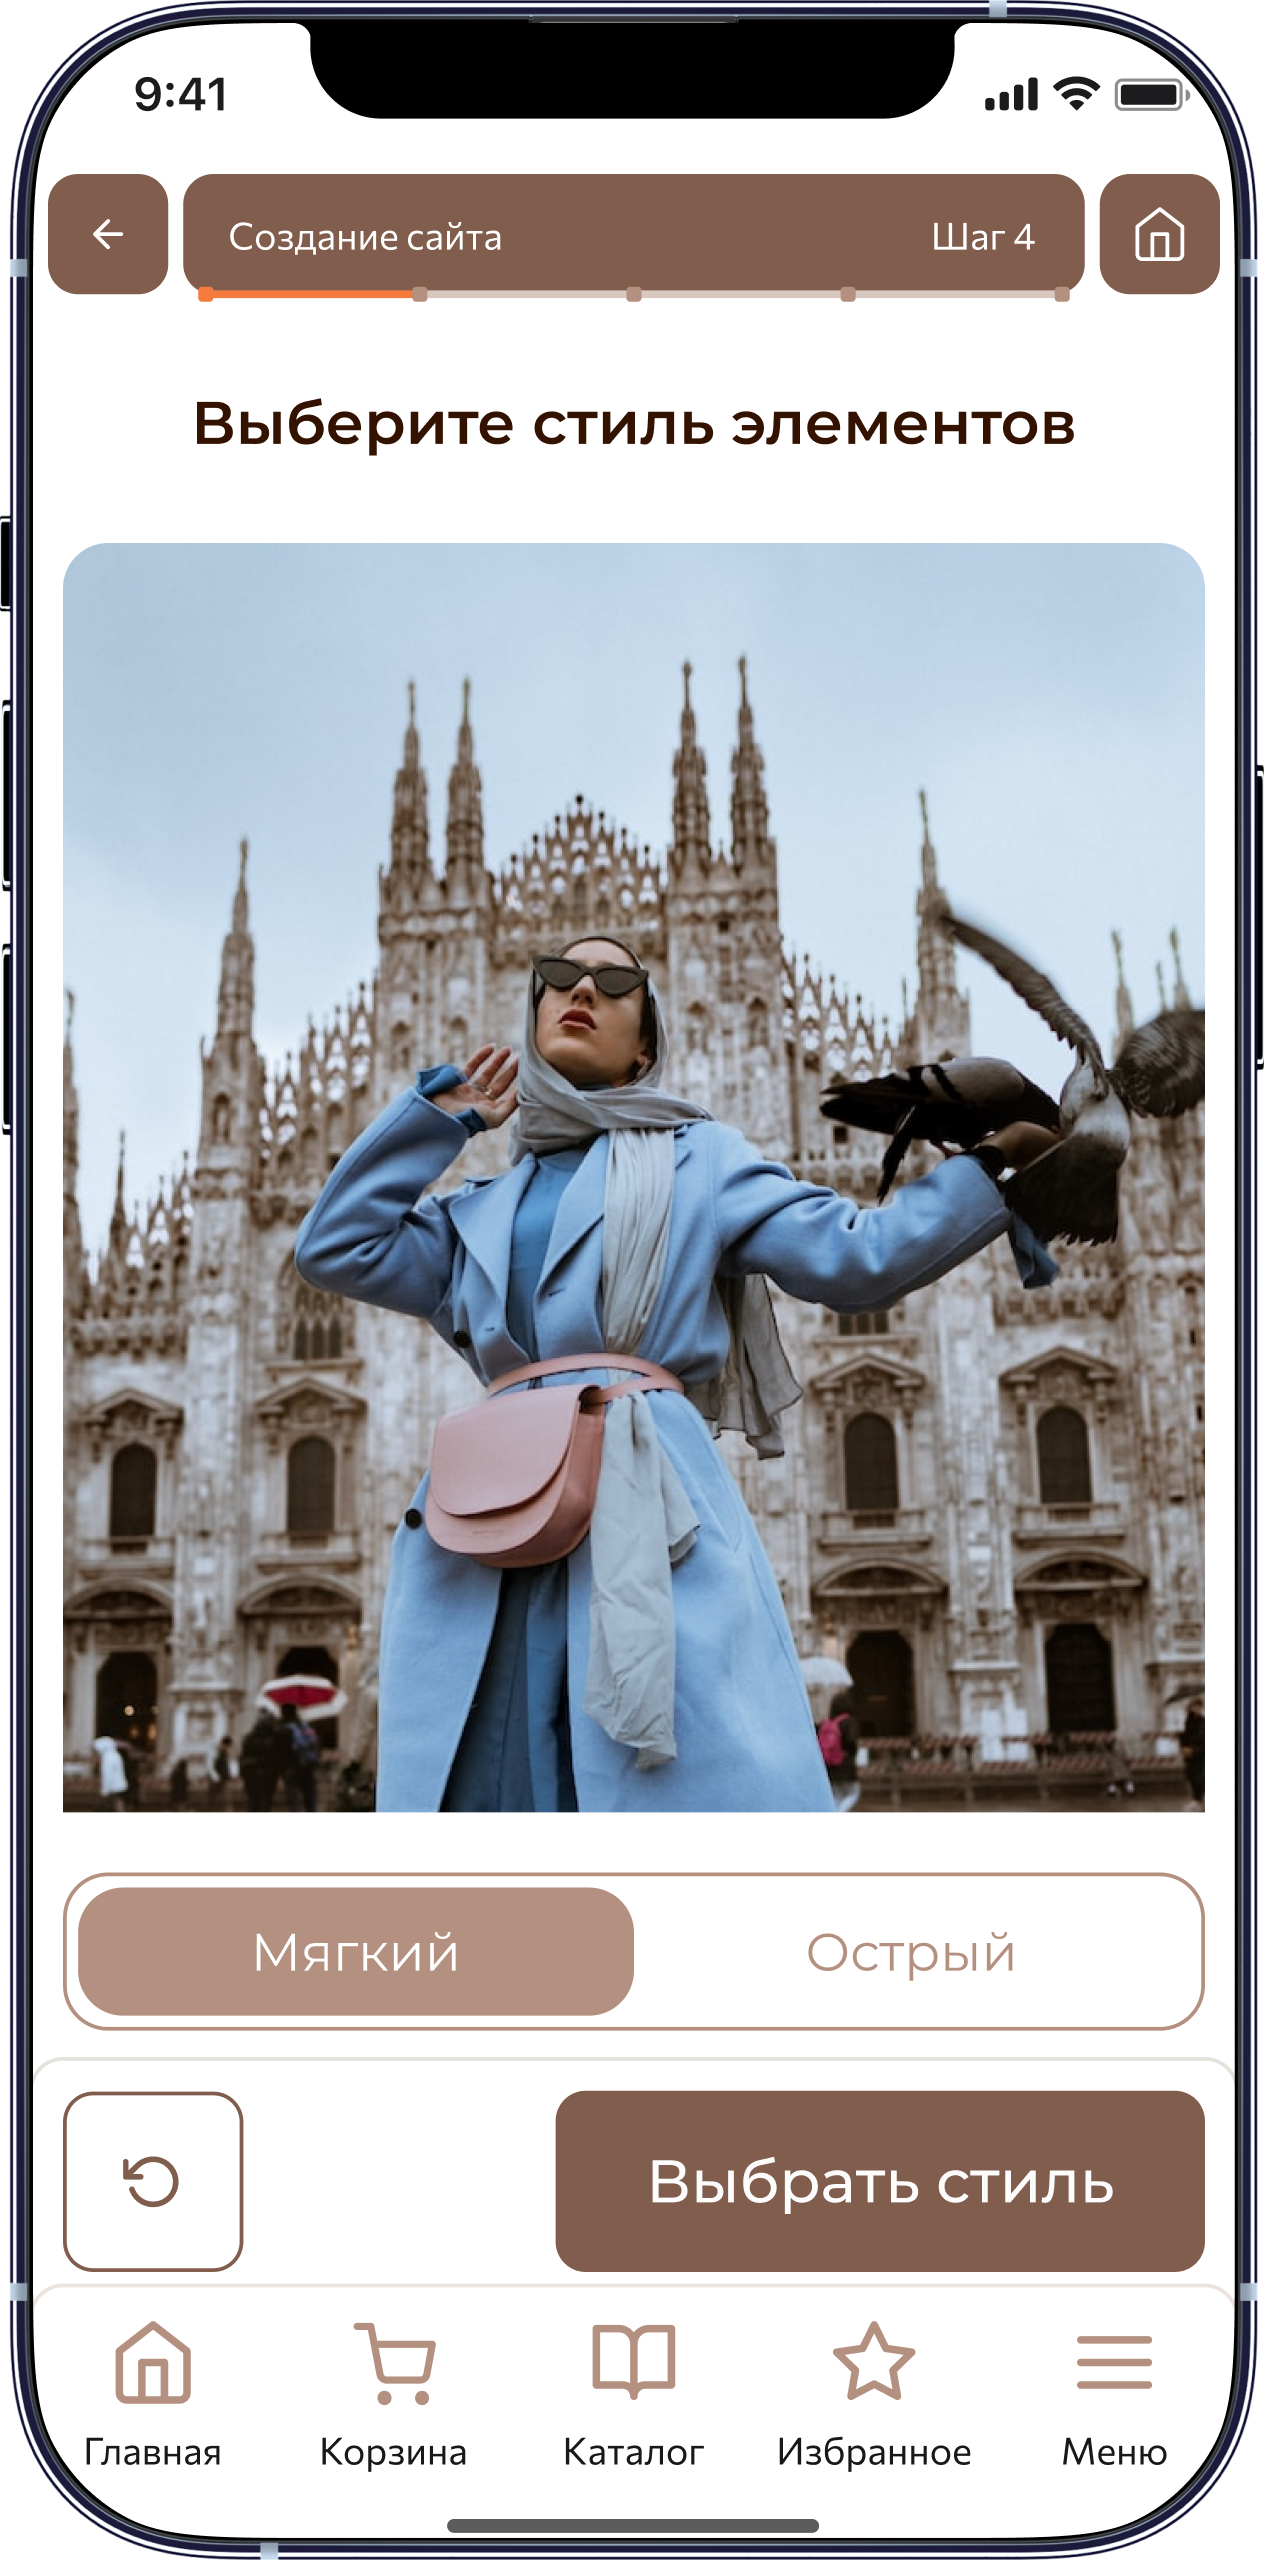 9:41
Создание сайта
Шаг 4
Выберите стиль элементов
Мягкий
Острый
Выбрать стиль
Главная
Корзина
Каталог
Избранное
Меню